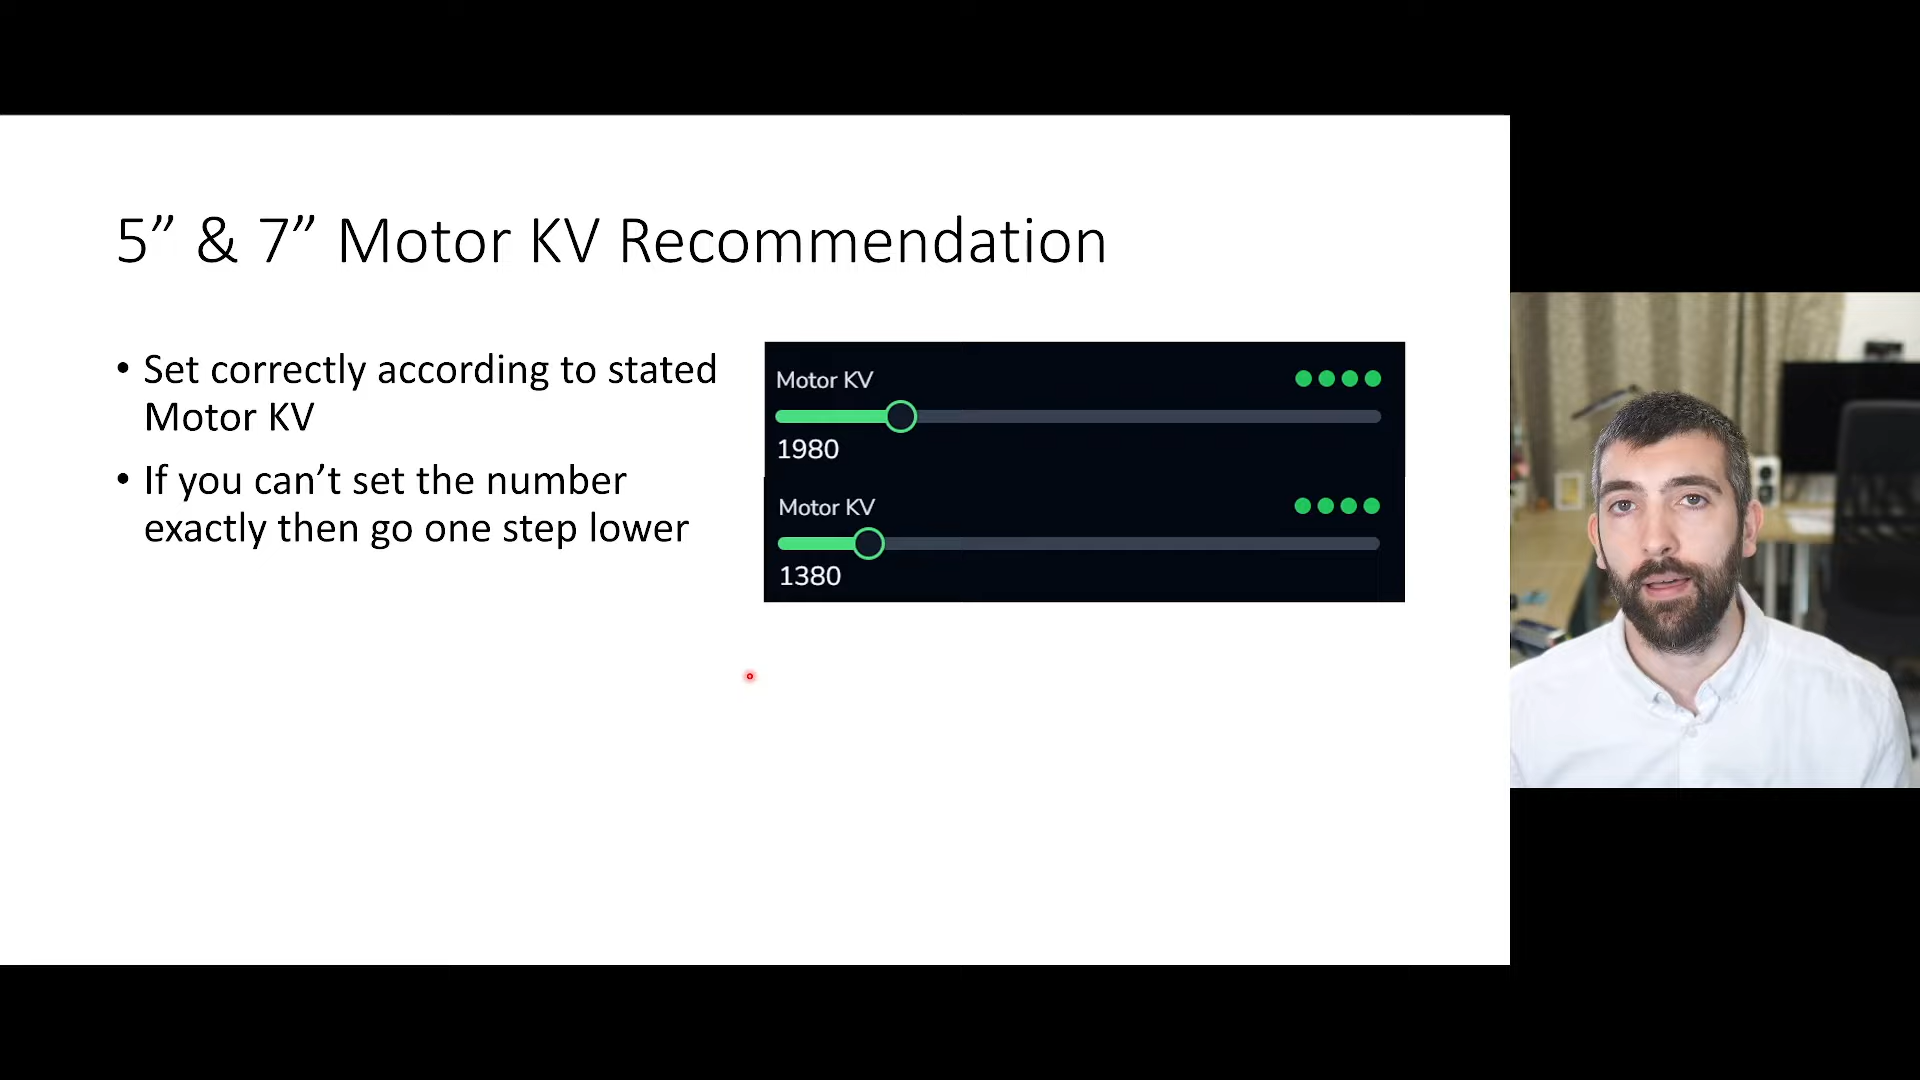 5” & 7” Motor KV Recommendation
• Set correctly according to stated
Motor KV
• If you can’t set the number
exactly then go one step lower
Motor KV
1980
Motor KV
1380